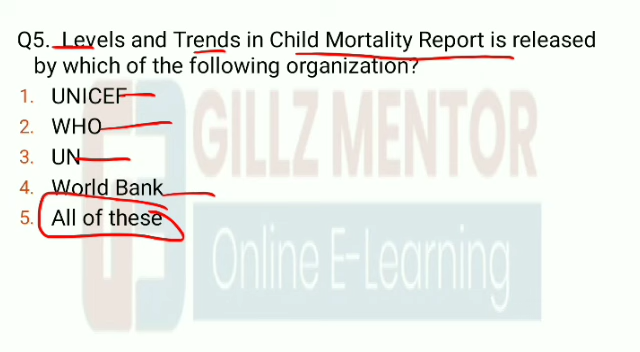 Q5. Levels and Trends in Child Mortality Report is released
by which of the following organization?
1. UNICEF
2. WHO
3. UN
4. World Bank
5. All of these
GILLZ MENTOR
Online E-Learning